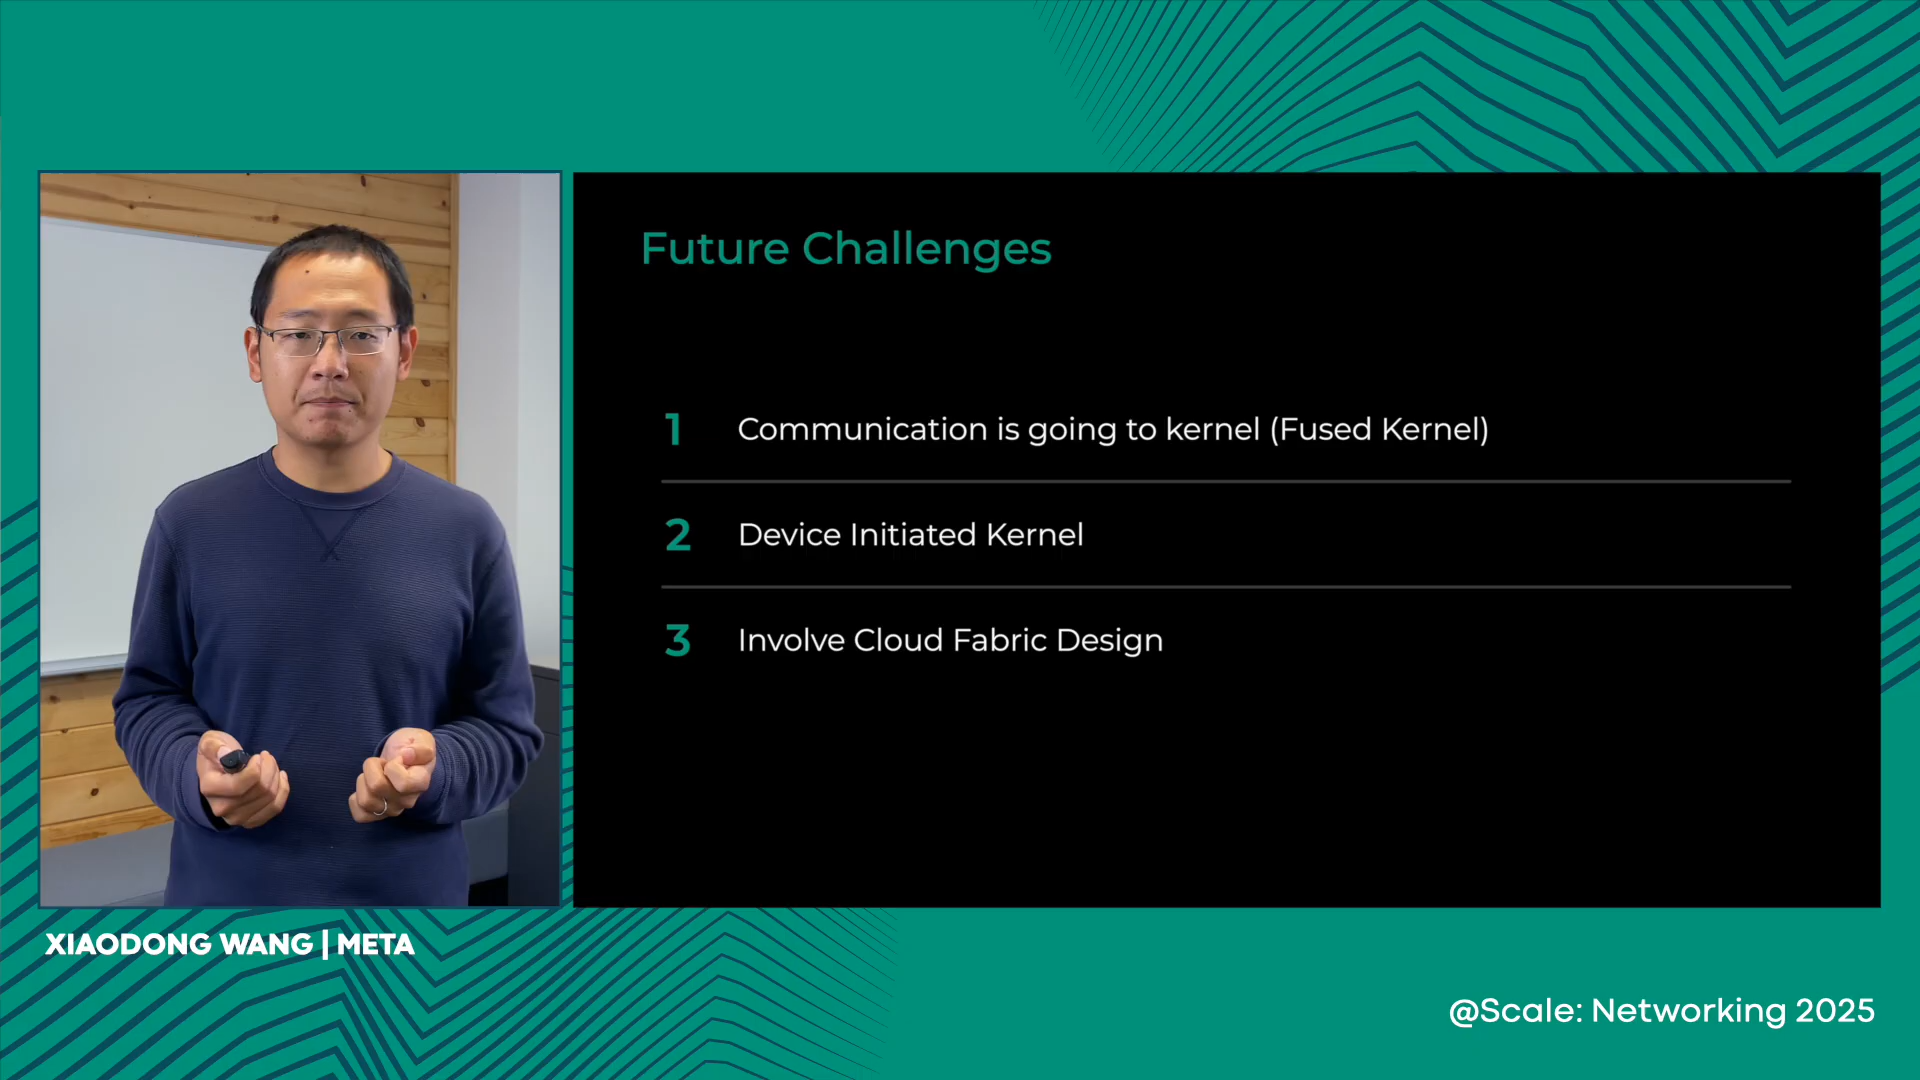 Future Challenges
1 Communication is going to kernel (Fused Kernel)
2 Device Initiated Kernel
3 Involve Cloud Fabric Design
XIAODONG WANG | META
@Scale: Networking 2025